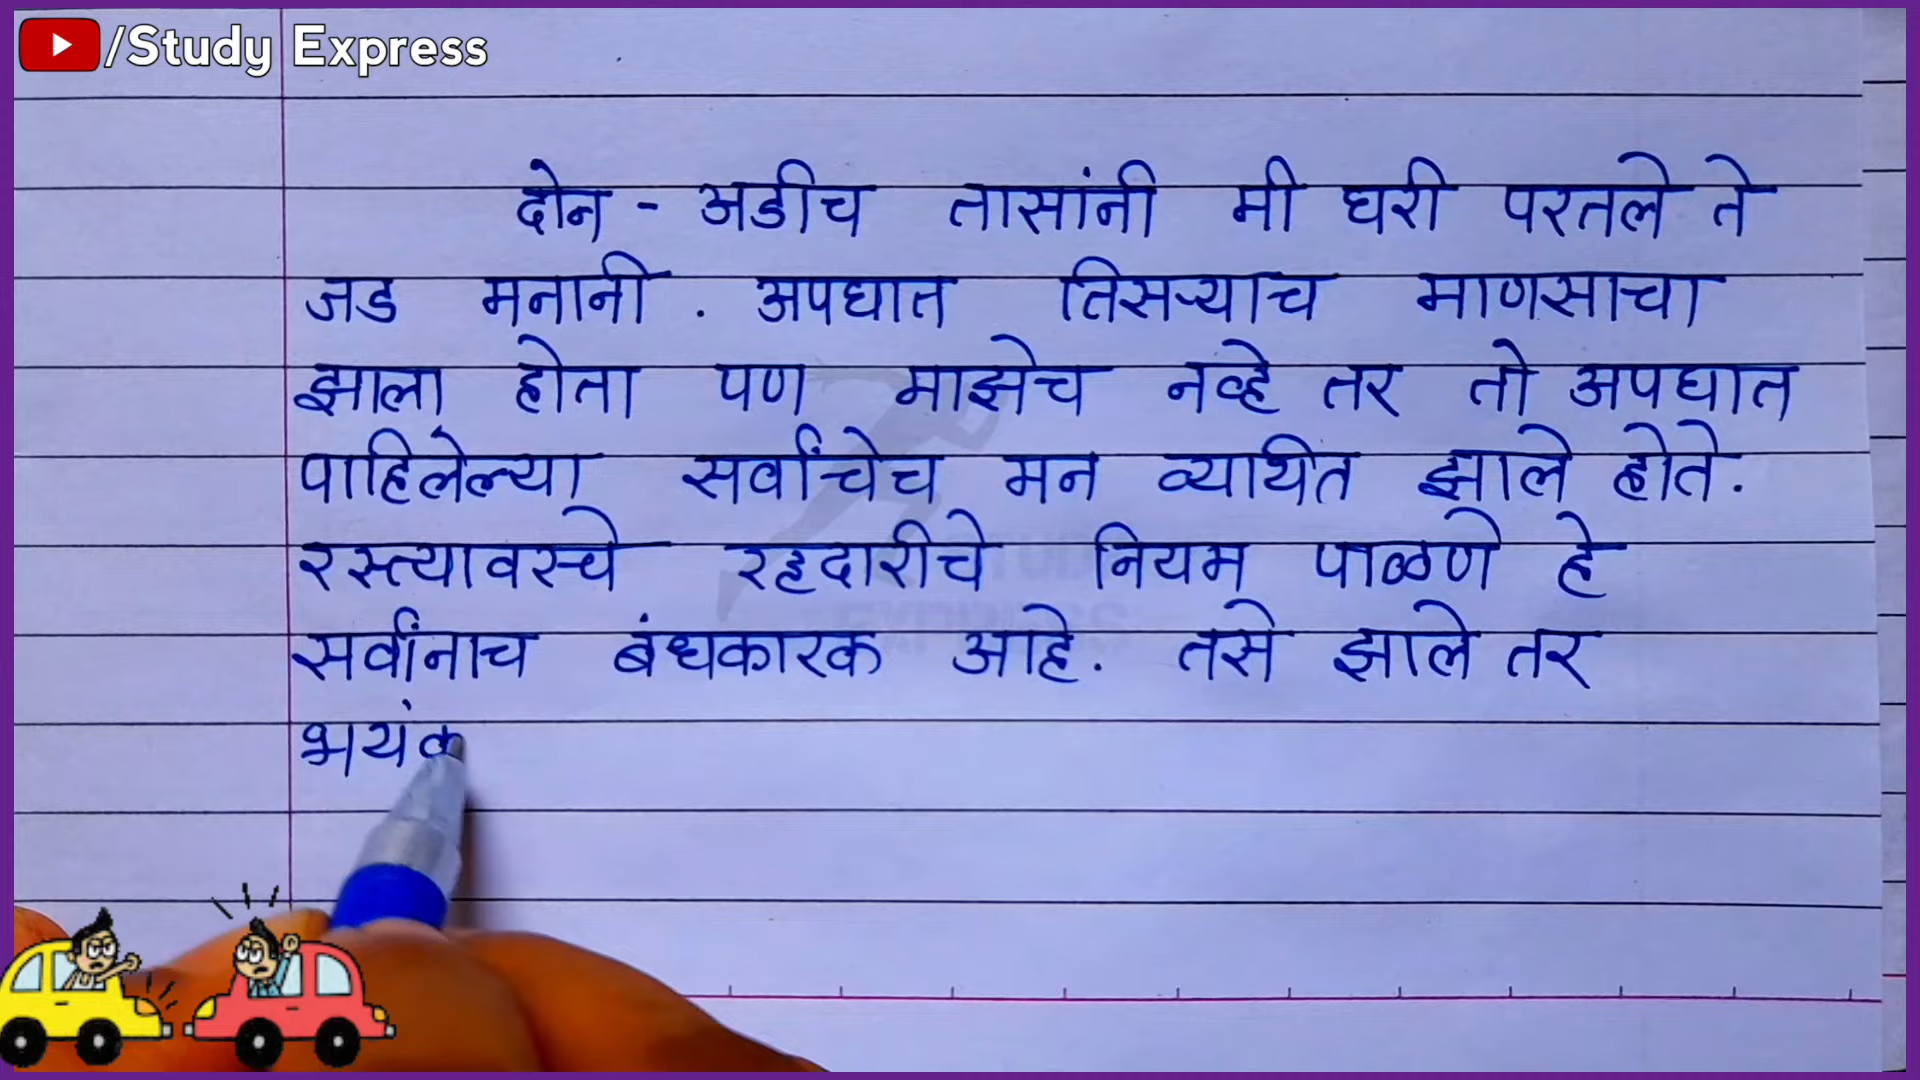 /Study Express
दोन - अडीच तासांनी मी घरी परतले ते
जड मनानी . अपघात तिसऱ्याच माणसाचा
झाला होता पण माझेच नव्हे तर तो अपघात
पाहिलेल्या सर्वांचेच मन व्यथित झाले होते.
रस्त्यावरचे रहदारीचे नियम पाळणे हे
सर्वांनाच बंधकारक आहे. तसे झाले तर
भयंक